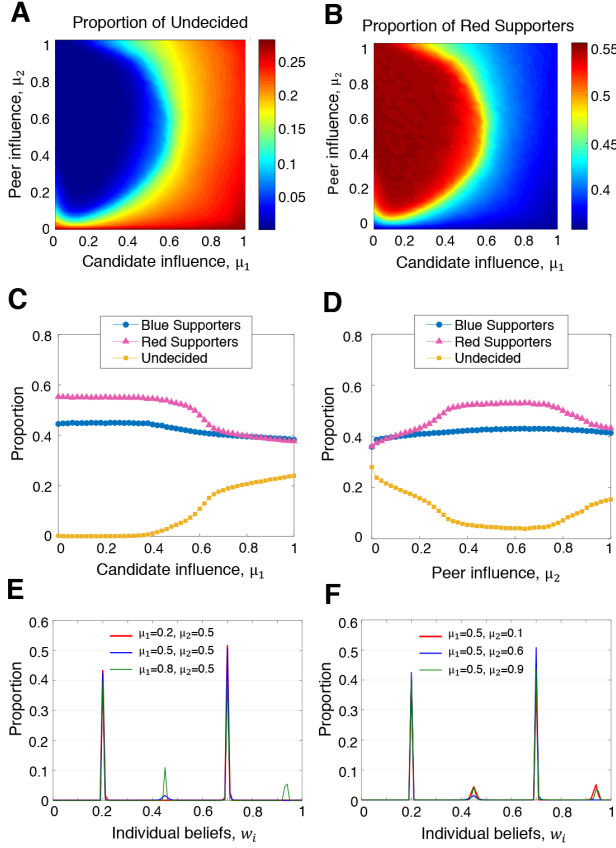 A
Proportion of Undecided
1
0.8
0.6
0.4
0.2
0
Peer influence, μ2
0.2 0.4 0.6 0.8 1
Candidate influence, μ1
0.25
0.2
0.15
0.1
0.05
B
Proportion of Red Supporters
1
0.8
0.6
0.4
0.2
0
Peer influence, μ2
0 0.2 0.4 0.6 0.8 1
Candidate influence, μ1
0.55
0.5
0.45
0.4
C
Blue Supporters
Red Supporters
Undecided
0.8
0.6
0.4
0.2
0
Proportion
0 0.2 0.4 0.6 0.8 1
Candidate influence, μ1
D
Blue Supporters
Red Supporters
Undecided
0.8
0.6
0.4
0.2
0
Proportion
0 0.2 0.4 0.6 0.8 1
Peer influence, μ2
E
μ1=0.2, μ2=0.5
μ1=0.5, μ2=0.5
μ1=0.8, μ2=0.5
0.6
0.5
0.4
0.3
0.2
0.1
0
Proportion
0 0.2 0.4 0.6 0.8 1
Individual beliefs, wi
F
μ1=0.5, μ2=0.1
μ1=0.5, μ2=0.6
μ1=0.5, μ2=0.9
0.6
0.5
0.4
0.3
0.2
0.1
0
Proportion
0.2 0.4 0.6 0.8 1
Individual beliefs, wi